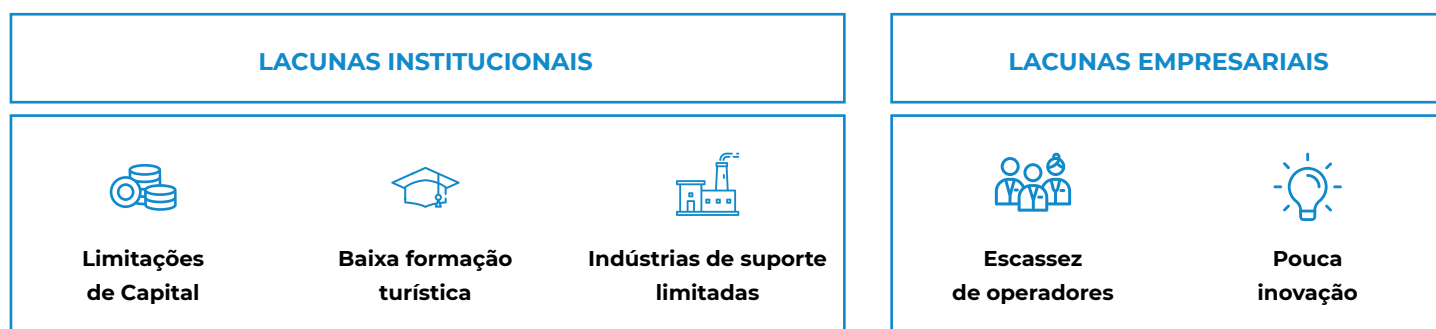 LACUNAS INSTITUCIONAIS
Limitações
de Capital
Baixa formação
turística
Indústrias de suporte
limitadas
LACUNAS EMPRESARIAIS
Escassez
de operadores
Pouca
inovação